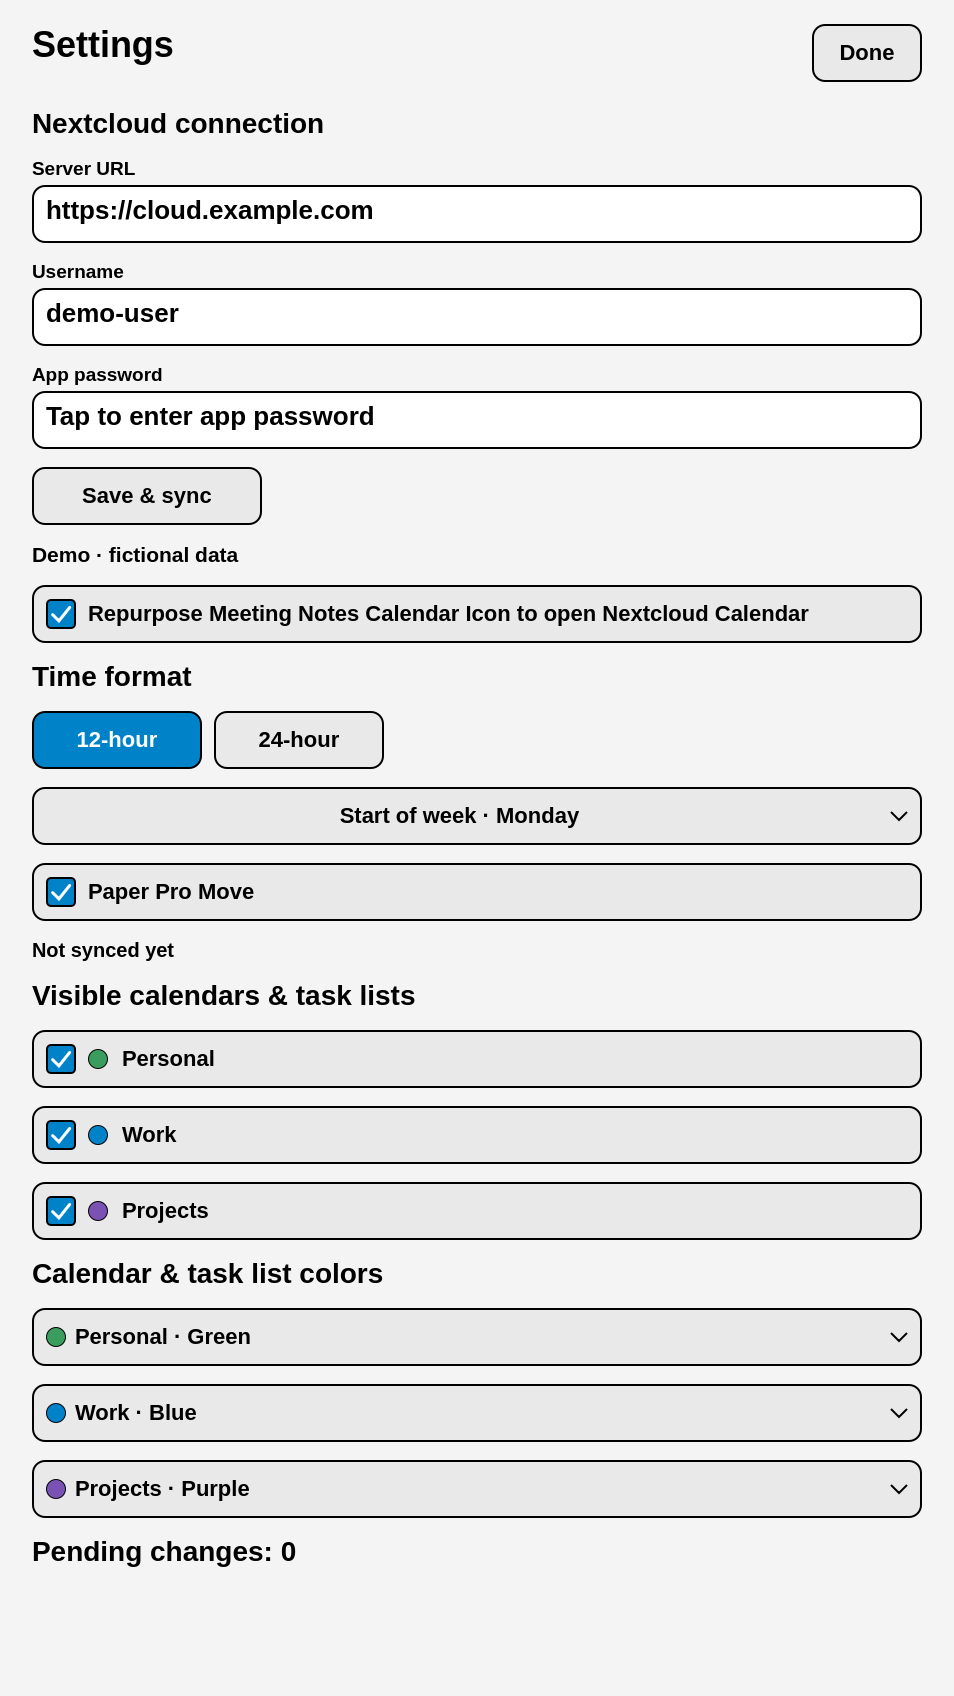 Settings
Done
Nextcloud connection
Server URL
https://cloud.example.com
Username
demo-user
App password
Tap to enter app password
Save & sync
Demo · fictional data
Repurpose Meeting Notes Calendar Icon to open Nextcloud Calendar
Time format
12-hour
24-hour
Start of week · Monday
Paper Pro Move
Not synced yet
Visible calendars & task lists
Personal
Work
Projects
Calendar & task list colors
Personal · Green
Work · Blue
Projects · Purple
Pending changes: 0